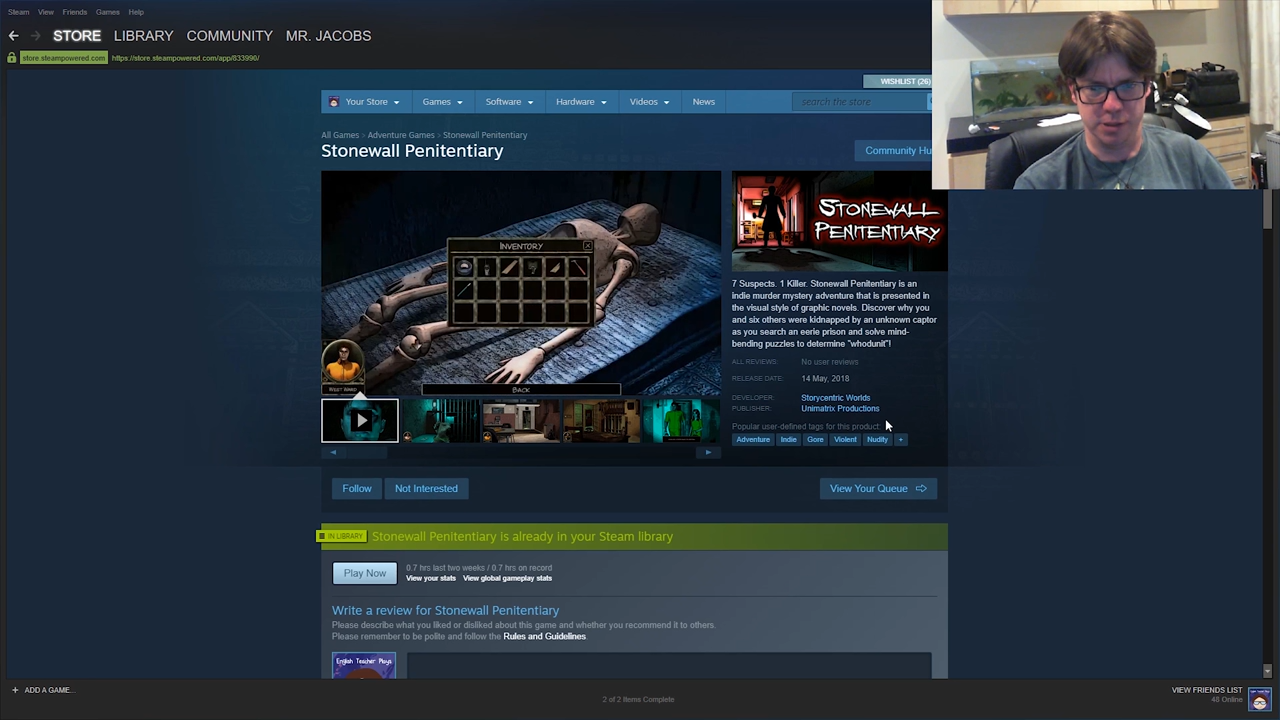 Steam View Friends Games Help
STORE LIBRARY COMMUNITY MR. JACOBS
store.steampowered.com https://store.steampowered.com/app/833990/
WISHLIST (26)
Your Store Games Software Hardware Videos News search the store
All Games > Adventure Games > Stonewall Penitentiary
Stonewall Penitentiary
Community Hu
INVENTORY
BACK
STONEWALL
PENITENTIARY
7 Suspects. 1 Killer. Stonewall Penitentiary is an
indie murder mystery adventure that is presented in
the visual style of graphic novels. Discover why you
and six others were kidnapped by an unknown captor
as you search an eerie prison and solve mind-
bending puzzles to determine "whodunit"!
ALL REVIEWS: No user reviews
RELEASE DATE: 14 May, 2018
DEVELOPER: Storycentric Worlds
PUBLISHER: Unimatrix Productions
Popular user-defined tags for this product:
Adventure Indie Gore Violent Nudity +
Follow Not Interested View Your Queue
IN LIBRARY Stonewall Penitentiary is already in your Steam library
Play Now
0.7 hrs last two weeks / 0.7 hrs on record
View your stats View global gameplay stats
Write a review for Stonewall Penitentiary
Please describe what you liked or disliked about this game and whether you recommend it to others.
Please remember to be polite and follow the Rules and Guidelines
English Teacher Plays
+ ADD A GAME...
2 of 2 Items Complete
VIEW FRIENDS LIST
48 Online